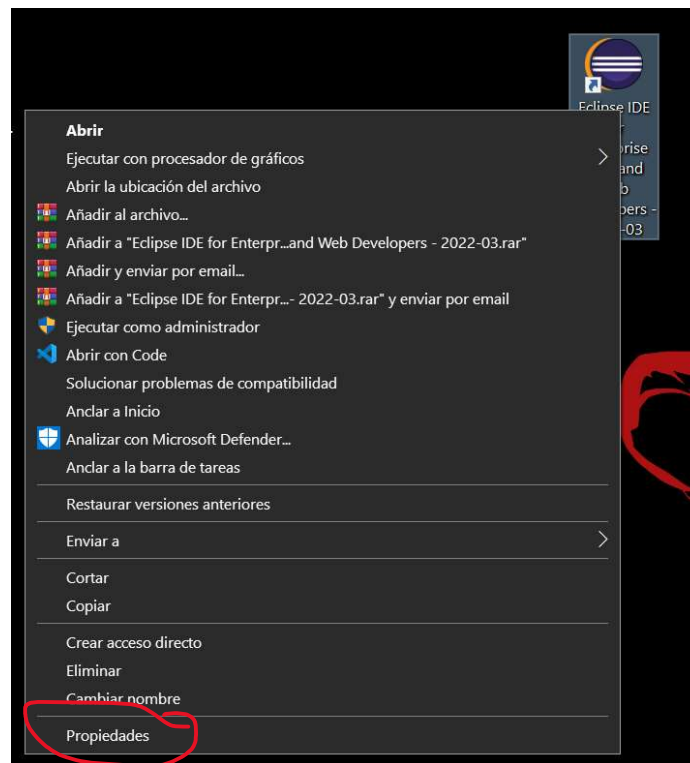 Eclipse IDE
prise
and
b
pers -
-03
Abrir
Ejecutar con procesador de gráficos
Abrir la ubicación del archivo
Añadir al archivo...
Añadir a "Eclipse IDE for Enterpr...and Web Developers - 2022-03.rar"
Añadir y enviar por email...
Añadir a "Eclipse IDE for Enterpr...- 2022-03.rar" y enviar por email
Ejecutar como administrador
Abrir con Code
Solucionar problemas de compatibilidad
Anclar a Inicio
Analizar con Microsoft Defender...
Anclar a la barra de tareas
Restaurar versiones anteriores
Enviar a
Cortar
Copiar
Crear acceso directo
Eliminar
Cambiar nombre
Propiedades